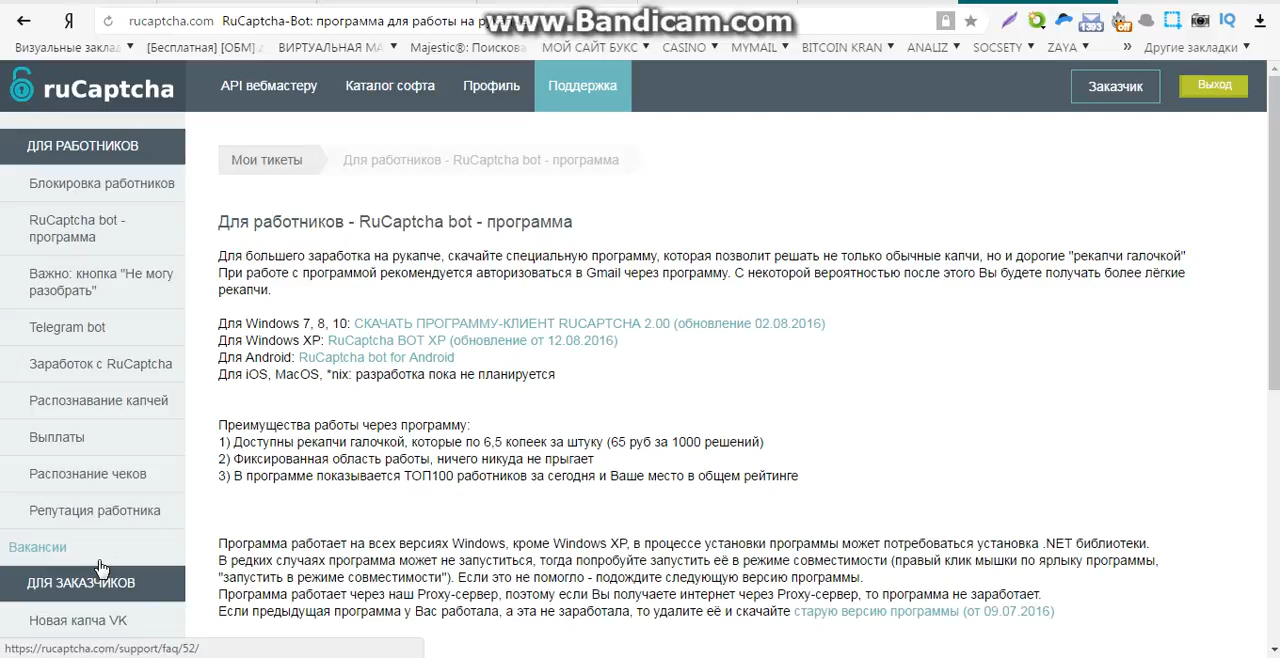 rucaptcha.com RuCaptcha-Bot: программа для работы на р
www.Bandicam.com
1393
off
IQ
Визуальные заклад
[Бесплатная] [ОБМ]
ВИРТУАЛЬНАЯ МА
Majestic®: Поискова
МОЙ САЙТ БУКС
CASINO
MYMAIL
BITCOIN KRAN
ANALIZ
SOCSETY
ZAYA
»
Другие закладки
ruCaptcha
API вебмастеру
Каталог софта
Профиль
Поддержка
Заказчик
Выход
ДЛЯ РАБОТНИКОВ
Блокировка работников
RuCaptcha bot -
программа
Важно: кнопка "Не могу
разобрать"
Telegram bot
Заработок с RuCaptcha
Распознавание капчей
Выплаты
Распознание чеков
Репутация работника
Вакансии
ДЛЯ ЗАКАЗЧИКОВ
Новая капча VK
Мои тикеты
Для работников - RuCaptcha bot - программа
Для работников - RuCaptcha bot - программа
Для большего заработка на рукапче, скачайте специальную программу, которая позволит решать не только обычные капчи, но и дорогие "рекапчи галочкой"
При работе с программой рекомендуется авторизоваться в Gmail через программу. С некоторой вероятностью после этого Вы будете получать более лёгкие
рекапчи.
Для Windows 7, 8, 10: СКАЧАТЬ ПРОГРАММУ-КЛИЕНТ RUCAPTCHA 2.00 (обновление 02.08.2016)
Для Windows XP: RuCaptcha BOT XP (обновление от 12.08.2016)
Для Android: RuCaptcha bot for Android
Для iOS, MacOS, *nix: разработка пока не планируется
Преимущества работы через программу:
1) Доступны рекапчи галочкой, которые по 6,5 копеек за штуку (65 руб за 1000 решений)
2) Фиксированная область работы, ничего никуда не прыгает
3) В программе показывается ТОП100 работников за сегодня и Ваше место в общем рейтинге
Программа работает на всех версиях Windows, кроме Windows XP, в процессе установки программы может потребоваться установка .NET библиотеки.
В редких случаях программа может не запуститься, тогда попробуйте запустить её в режиме совместимости (правый клик мышки по ярлыку программы,
"запустить в режиме совместимости"). Если это не помогло - подождите следующую версию программы.
Программа работает через наш Proxy-сервер, поэтому если Вы получаете интернет через Proxy-сервер, то программа не заработает.
Если предыдущая программа у Вас работала, а эта не заработала, то удалите её и скачайте старую версию программы (от 09.07.2016)
https://rucaptcha.com/support/faq/52/